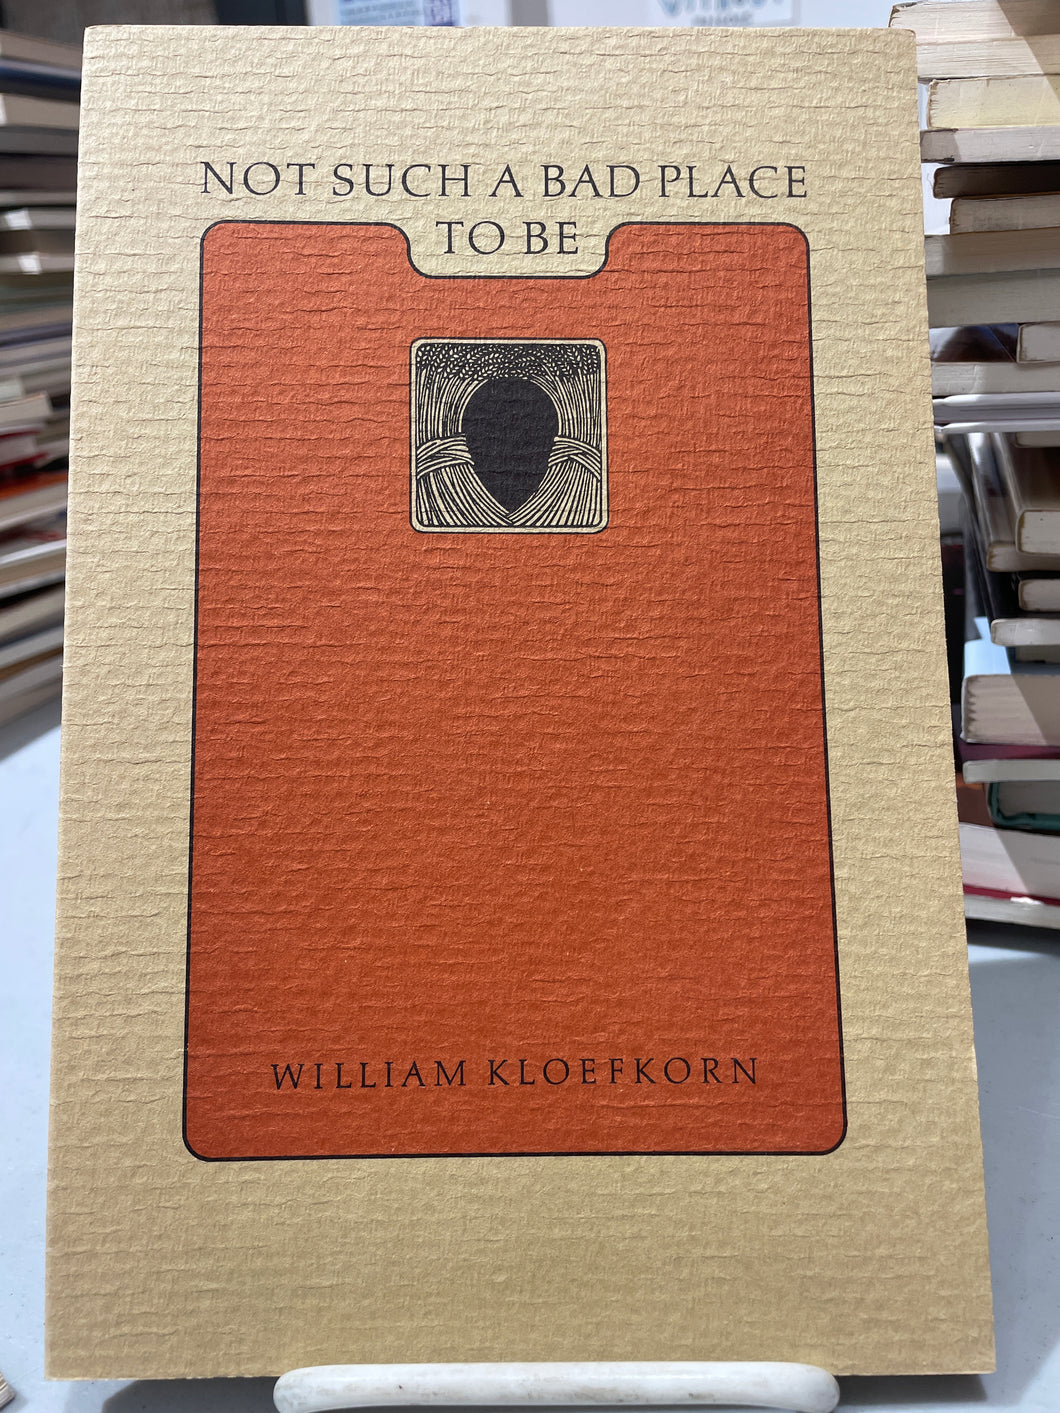 NOT SUCH A BAD PLACE
TO BE
WILLIAM KLOEFKORN